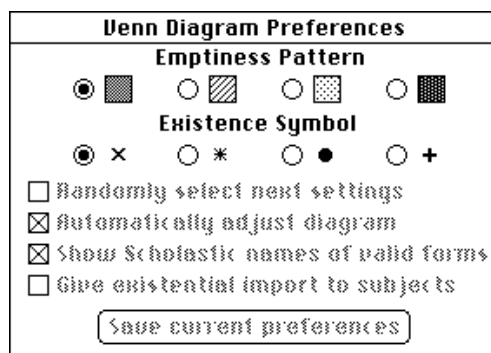 Venn Diagram Preferences
Emptiness Pattern
Existence Symbol
Randomly select next settings
Automatically adjust diagram
Show Scholastic names of valid forms
Give existential import to subjects
Save current preferences